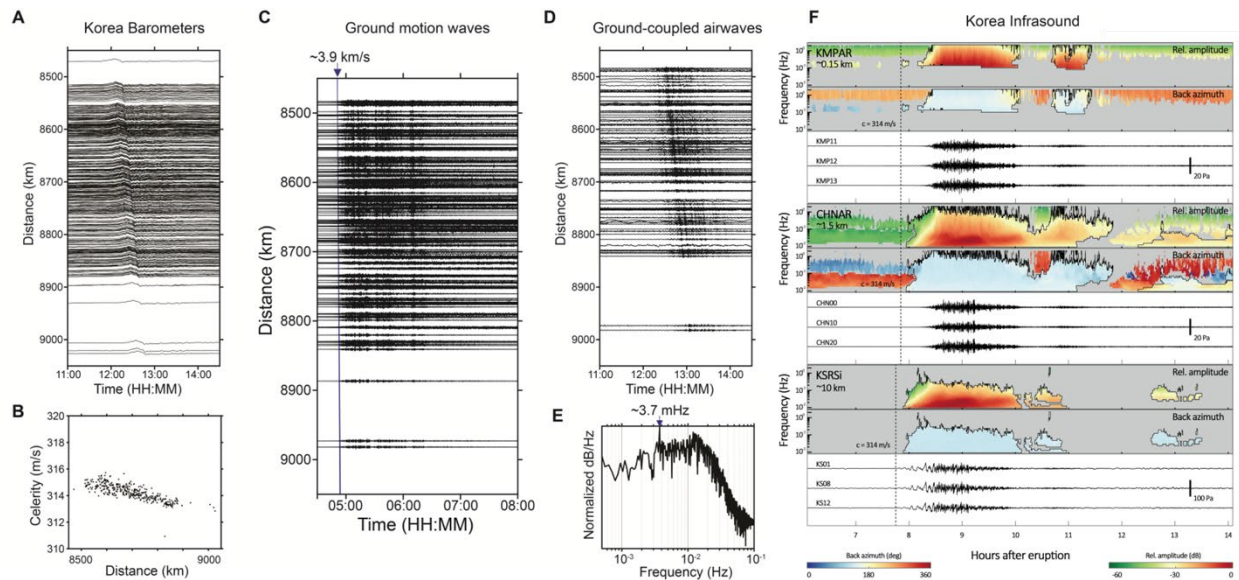 A
Korea Barometers
8500
8600
8700
8800
8900
9000
Distance (km)
11:00
12:00
13:00
14:00
Time (HH:MM)
B
320
318
316
314
312
310
Celerity (m/s)
8500
9000
Distance (km)
C
Ground motion waves
~3.9 km/s
8500
8600
8700
8800
8900
9000
Distance (km)
05:00
06:00
07:00
08:00
Time (HH:MM)
D
Ground-coupled airwaves
8500
8600
8700
8800
8900
9000
Distance (km)
11:00
12:00
13:00
14:00
Time (HH:MM)
E
~3.7 mHz
Normalized dB/Hz
10-3
10-2
10-1
Frequency (Hz)
F
Korea Infrasound
KMPAR
~0.15 km
Rel. amplitude
Back azimuth
c = 314 m/s
Frequency (Hz)
KMP11
KMP12
KMP13
20 Pa
CHNAR
~1.5 km
Rel. amplitude
Back azimuth
c = 314 m/s
Frequency (Hz)
CHN00
CHN10
CHN20
20 Pa
KSRSi
~10 km
Rel. amplitude
Back azimuth
c = 314 m/s
Frequency (Hz)
KS01
KS08
KS12
100 Pa
7
8
9
10
11
12
13
14
Back azimuth (deg)
0
180
360
Hours after eruption
Rel. amplitude (dB)
-60
-30
0